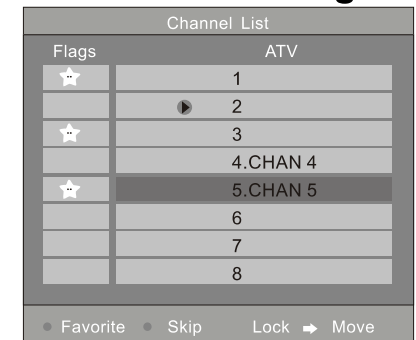 Channel List
Flags ATV
1
2
3
4.CHAN 4
5.CHAN 5
6
7
8
Favorite Skip Lock Move